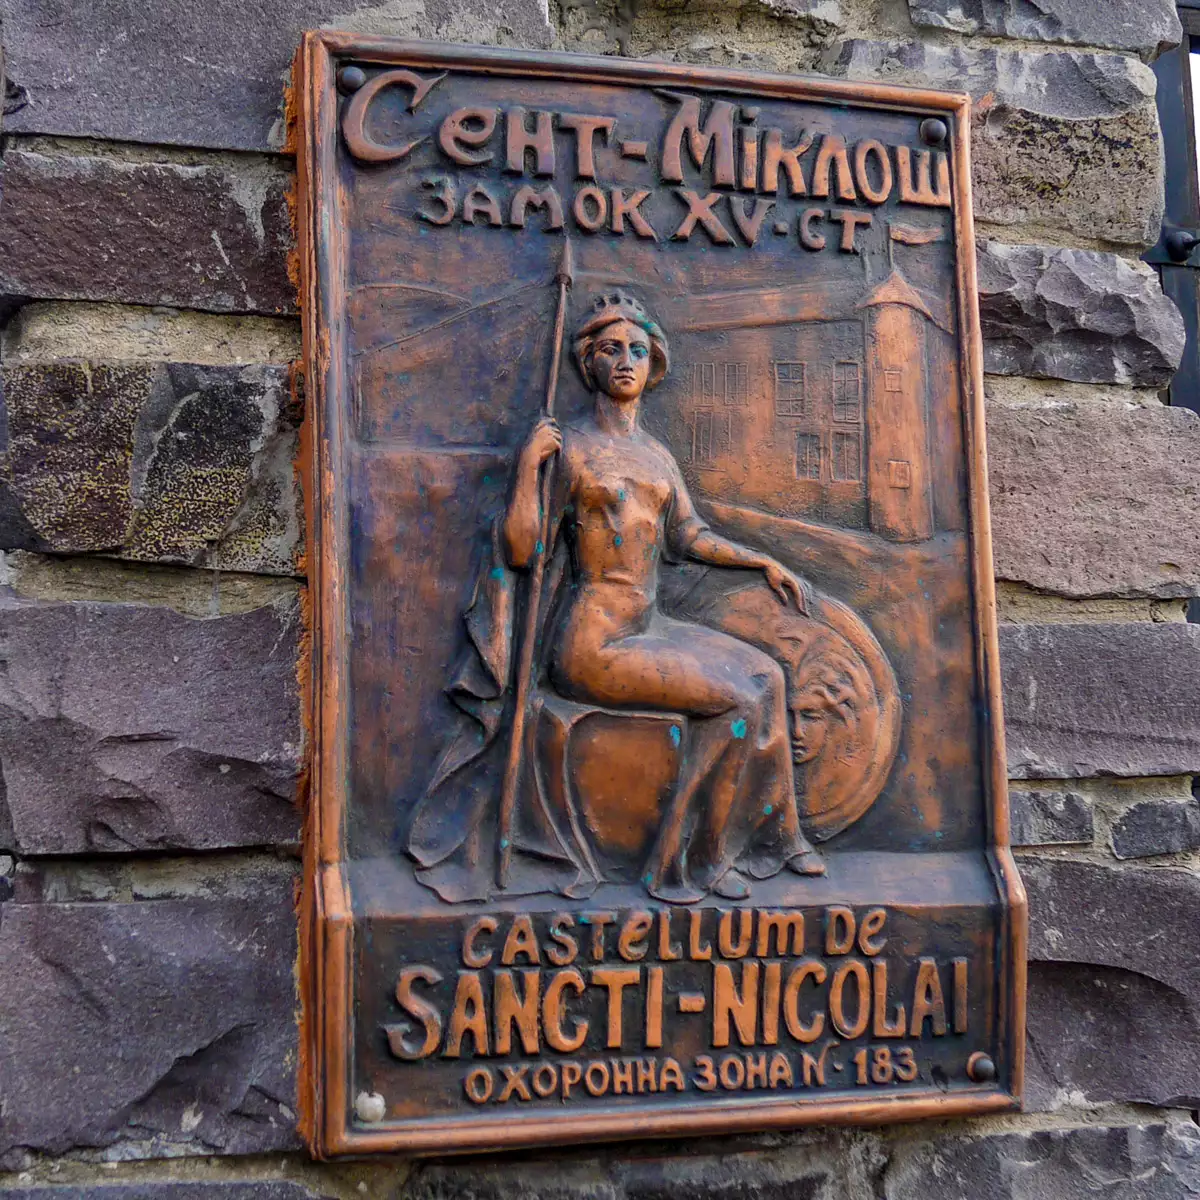 Сент-Міклош
ЗАМОК XV-СТ
CASTELLUM DE
SANCTI-NICOLAI
ОХОРОННА ЗОНА N-183